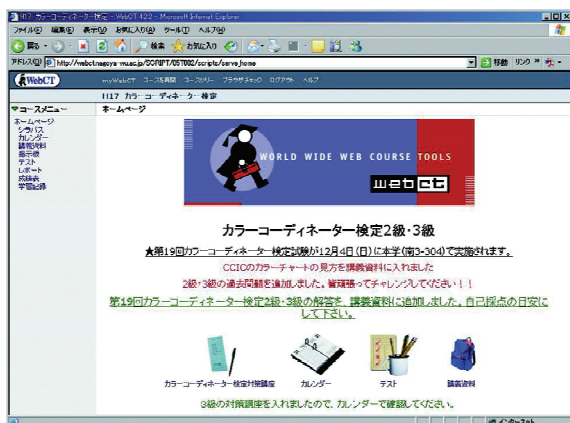 H17 カラーコーディネーター検定 - WebCT 4.2.2 - Microsoft Internet Explorer
ファイル(F) 編集(E) 表示(V) お気に入り(A) ツール(T) ヘルプ(H)
戻る 検索 お気に入り
アドレス(D) 移動 リンク
WebCT
myWebCT コースを再開 コースツリー ブラウザチェック ログアウト ヘルプ
H17 カラーコーディネーター検定
コースメニュー
ホームページ
ホームページ
シラバス
カレンダー
講義資料
掲示板
テスト
レポート
成績表
学習記録
WORLD WIDE WEB COURSE TOOLS
web ct
カラーコーディネーター検定2級・3級
★第19回カラーコーディネーター検定試験が12月4日(日)に本学(南3-304)で実施されます。
CCICのカラーチャートの見方を講義資料に入れました
2級・3級の過去問題を追加しました。皆頑張ってチャレンジしてください!!
第19回カラーコーディネーター検定2級・3級の解答を、講義資料に追加しました。自己採点の目安に
して下さい。
カラーコーディネーター検定対策講座 カレンダー テスト 講義資料
3級の対策講座を入れましたので、カレンダーで確認してください。
インターネット